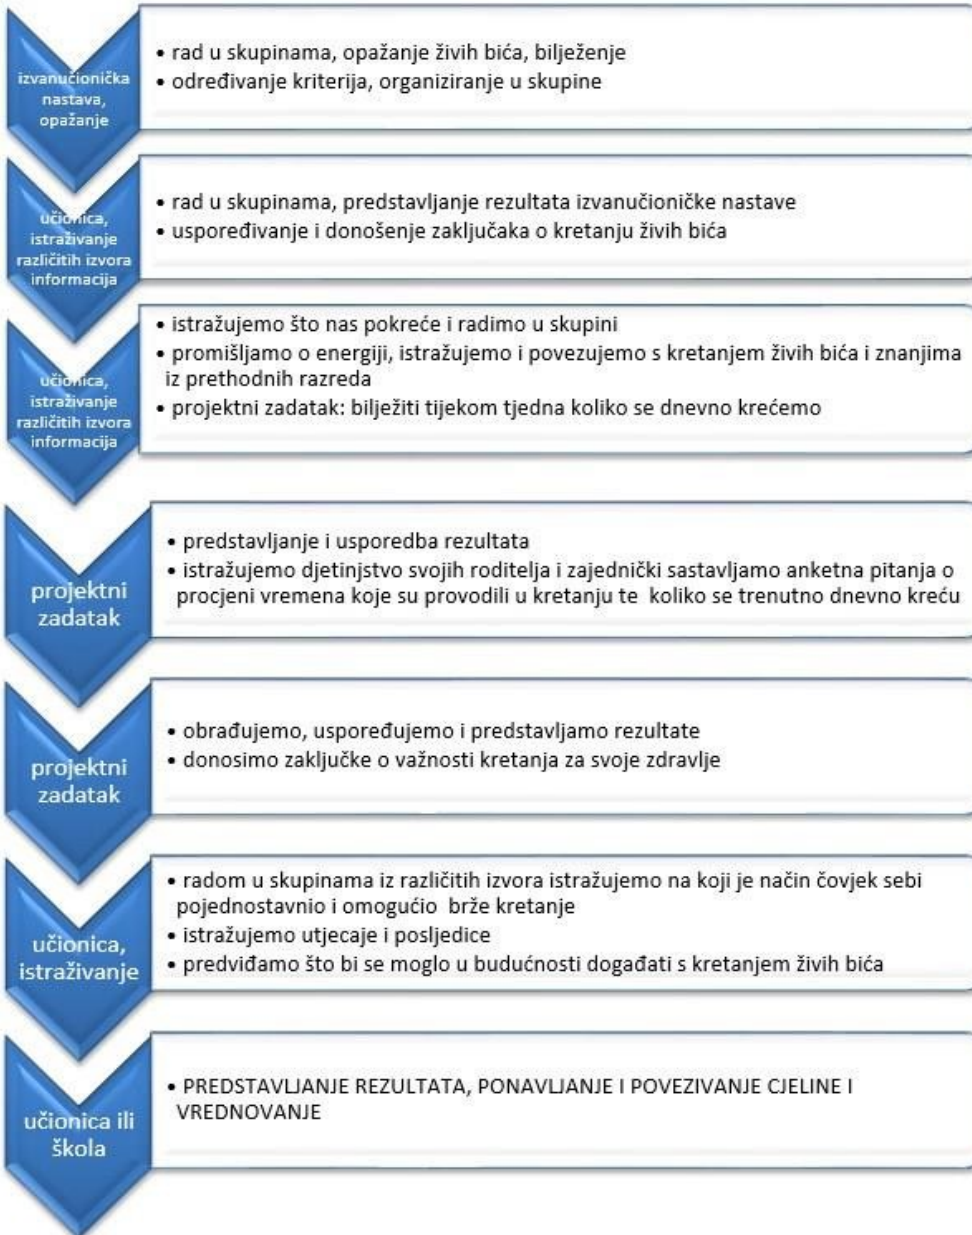 izvanučionička
nastava,
opažanje
• rad u skupinama, opažanje živih bića, bilježenje
• određivanje kriterija, organiziranje u skupine
učionica,
istraživanje
različitih izvora
informacija
• rad u skupinama, predstavljanje rezultata izvanučioničke nastave
• uspoređivanje i donošenje zaključaka o kretanju živih bića
učionica,
istraživanje
različitih izvora
informacija
• istražujemo što nas pokreće i radimo u skupini
• promišljamo o energiji, istražujemo i povezujemo s kretanjem živih bića i znanjima
iz prethodnih razreda
• projektni zadatak: bilježiti tijekom tjedna koliko se dnevno krećemo
projektni
zadatak
• predstavljanje i usporedba rezultata
• istražujemo djetinjstvo svojih roditelja i zajednički sastavljamo anketna pitanja o
procjeni vremena koje su provodili u kretanju te koliko se trenutno dnevno kreću
projektni
zadatak
• obrađujemo, uspoređujemo i predstavljamo rezultate
• donosimo zaključke o važnosti kretanja za svoje zdravlje
učionica,
istraživanje
• radom u skupinama iz različitih izvora istražujemo na koji je način čovjek sebi
pojednostavnio i omogućio brže kretanje
• istražujemo utjecaje i posljedice
• predviđamo što bi se moglo u budućnosti događati s kretanjem živih bića
učionica ili
škola
• PREDSTAVLJANJE REZULTATA, PONAVLJANJE I POVEZIVANJE CJELINE I
VREDNOVANJE